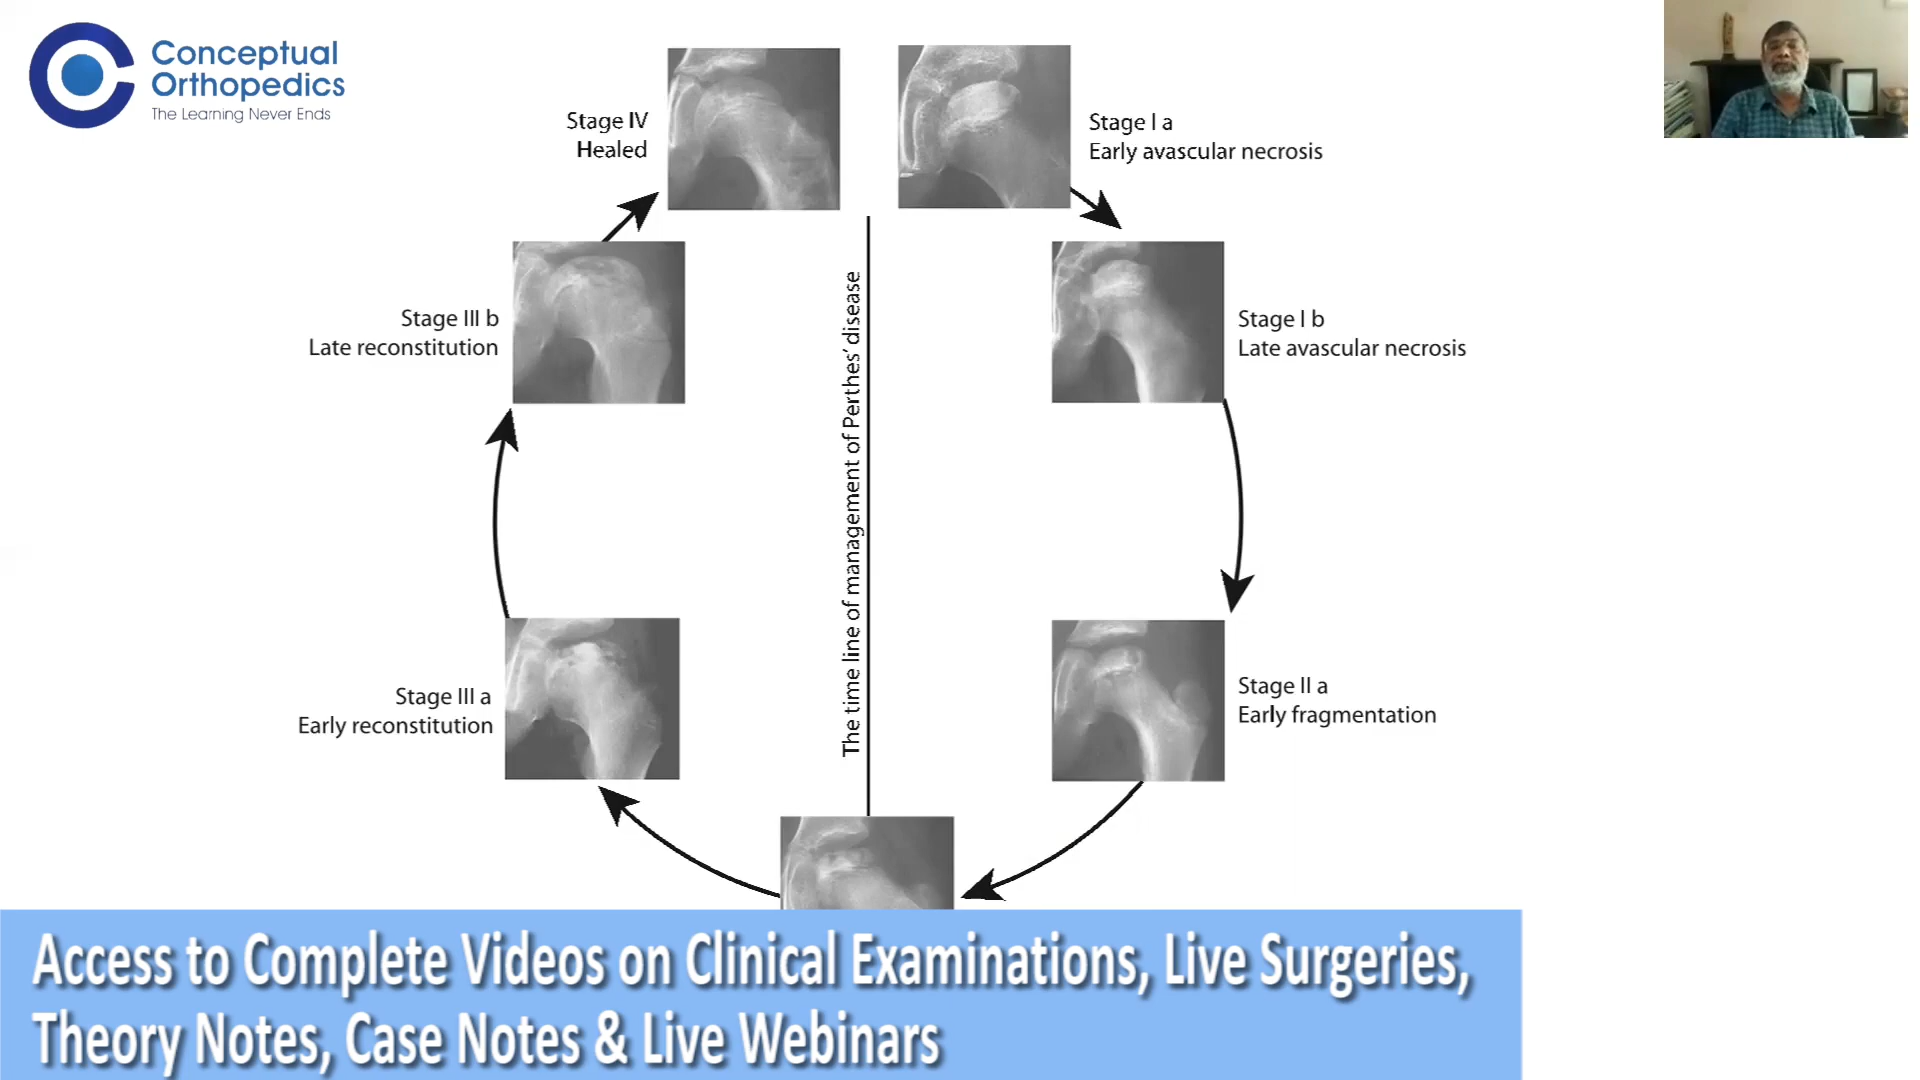 Conceptual
Orthopedics
The Learning Never Ends
Stage IV
Healed
Stage I a
Early avascular necrosis
Stage III b
Late reconstitution
Stage I b
Late avascular necrosis
The time line of management of Perthes' disease
Stage III a
Early reconstitution
Stage II a
Early fragmentation
Access to Complete Videos on Clinical Examinations, Live Surgeries,
Theory Notes, Case Notes & Live Webinars